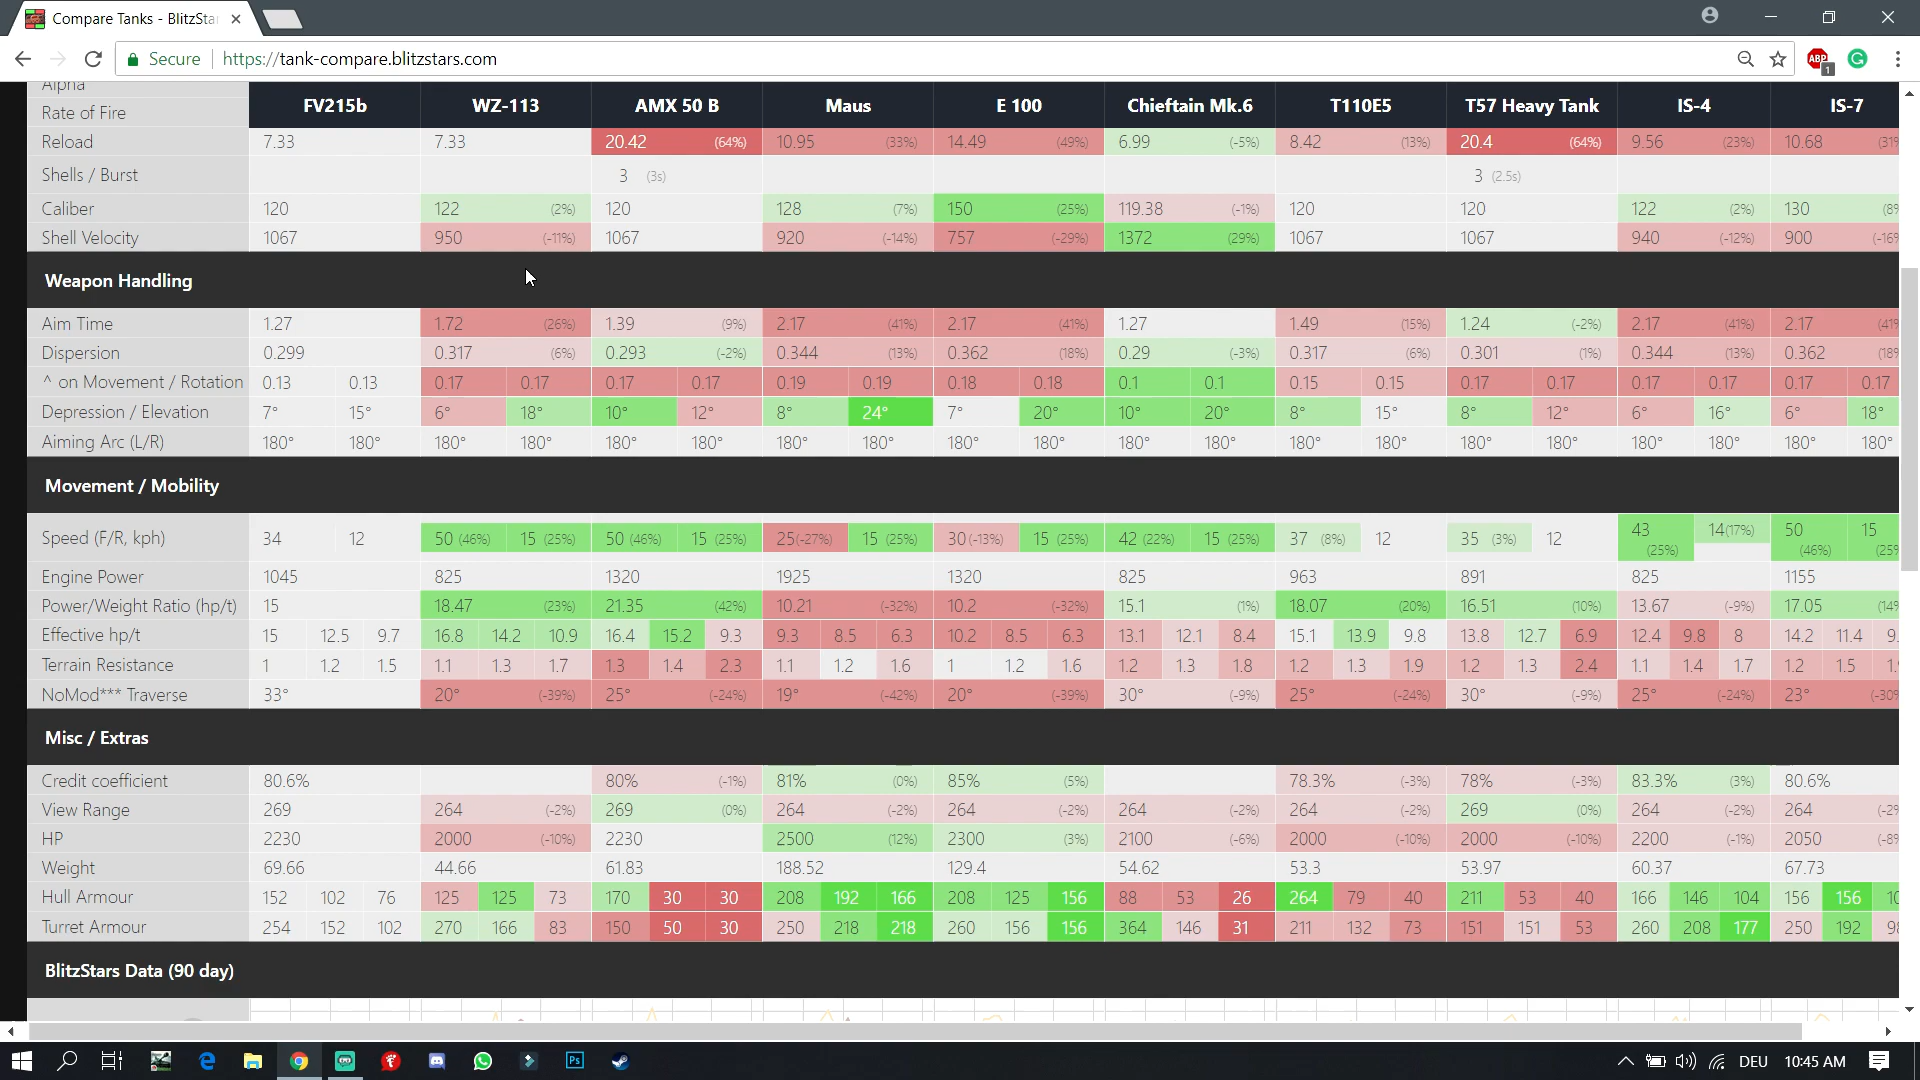 Compare Tanks - BlitzStar
Secure https://tank-compare.blitzstars.com
ABP
1
Alpha FV215b WZ-113 AMX 50 B Maus E 100 Chieftain Mk.6 T110E5 T57 Heavy Tank IS-4 IS-7
Rate of Fire
Reload 7.33 7.33 20.42 (64%) 10.95 (33%) 14.49 (49%) 6.99 (-5%) 8.42 (13%) 20.4 (64%) 9.56 (23%) 10.68 (31%
Shells / Burst 3 (3s) 3 (2.5s)
Caliber 120 122 (2%) 120 128 (7%) 150 (25%) 119.38 (-1%) 120 120 122 (2%) 130 (8%
Shell Velocity 1067 950 (-11%) 1067 920 (-14%) 757 (-29%) 1372 (29%) 1067 1067 940 (-12%) 900 (-16%
Weapon Handling
Aim Time 1.27 1.72 (26%) 1.39 (9%) 2.17 (41%) 2.17 (41%) 1.27 1.49 (15%) 1.24 (-2%) 2.17 (41%) 2.17 (41%
Dispersion 0.299 0.317 (6%) 0.293 (-2%) 0.344 (13%) 0.362 (18%) 0.29 (-3%) 0.317 (6%) 0.301 (1%) 0.344 (13%) 0.362 (18%
^ on Movement / Rotation 0.13 0.13 0.17 0.17 0.17 0.17 0.19 0.19 0.18 0.18 0.1 0.1 0.15 0.15 0.17 0.17 0.17 0.17 0.17 0.17
Depression / Elevation 7° 15° 6° 18° 10° 12° 8° 24° 7° 20° 10° 20° 8° 15° 8° 12° 6° 16° 6° 18°
Aiming Arc (L/R) 180° 180° 180° 180° 180° 180° 180° 180° 180° 180° 180° 180° 180° 180° 180° 180° 180° 180° 180° 180°
Movement / Mobility
Speed (F/R, kph) 34 12 50 (46%) 15 (25%) 50 (46%) 15 (25%) 25(-27%) 15 (25%) 30(-13%) 15 (25%) 42 (22%) 15 (25%) 37 (8%) 12 35 (3%) 12 43 (25%) 14(17%) 50 (46%) 15 (25%
Engine Power 1045 825 1320 1925 1320 825 963 891 825 1155
Power/Weight Ratio (hp/t) 15 18.47 (23%) 21.35 (42%) 10.21 (-32%) 10.2 (-32%) 15.1 (1%) 18.07 (20%) 16.51 (10%) 13.67 (-9%) 17.05 (14%
Effective hp/t 15 12.5 9.7 16.8 14.2 10.9 16.4 15.2 9.3 9.3 8.5 6.3 10.2 8.5 6.3 13.1 12.1 8.4 15.1 13.9 9.8 13.8 12.7 6.9 12.4 9.8 8 14.2 11.4 9.
Terrain Resistance 1 1.2 1.5 1.1 1.3 1.7 1.3 1.4 2.3 1.1 1.2 1.6 1 1.2 1.6 1.2 1.3 1.8 1.2 1.3 1.9 1.2 1.3 2.4 1.1 1.4 1.7 1.2 1.5 1.
NoMod*** Traverse 33° 20° (-39%) 25° (-24%) 19° (-42%) 20° (-39%) 30° (-9%) 25° (-24%) 30° (-9%) 25° (-24%) 23° (-30%
Misc / Extras
Credit coefficient 80.6% 80% (-1%) 81% (0%) 85% (5%) 78.3% (-3%) 78% (-3%) 83.3% (3%) 80.6%
View Range 269 264 (-2%) 269 (0%) 264 (-2%) 264 (-2%) 264 (-2%) 264 (-2%) 269 (0%) 264 (-2%) 264 (-2%
HP 2230 2000 (-10%) 2230 2500 (12%) 2300 (3%) 2100 (-6%) 2000 (-10%) 2000 (-10%) 2200 (-1%) 2050 (-8%
Weight 69.66 44.66 61.83 188.52 129.4 54.62 53.3 53.97 60.37 67.73
Hull Armour 152 102 76 125 125 73 170 30 30 208 192 166 208 125 156 88 53 26 264 79 40 211 53 40 166 146 104 156 156 10
Turret Armour 254 152 102 270 166 83 150 50 30 250 218 218 260 156 156 364 146 31 211 132 73 151 151 53 260 208 177 250 192 98
BlitzStars Data (90 day)
Ps DEU 10:45 AM